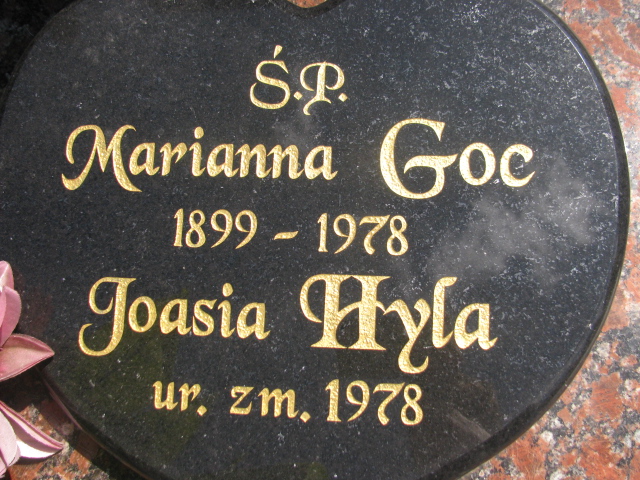 Ś.P.
Marianna Goc
1899 - 1978
Joasia Hyla
ur. zm. 1978